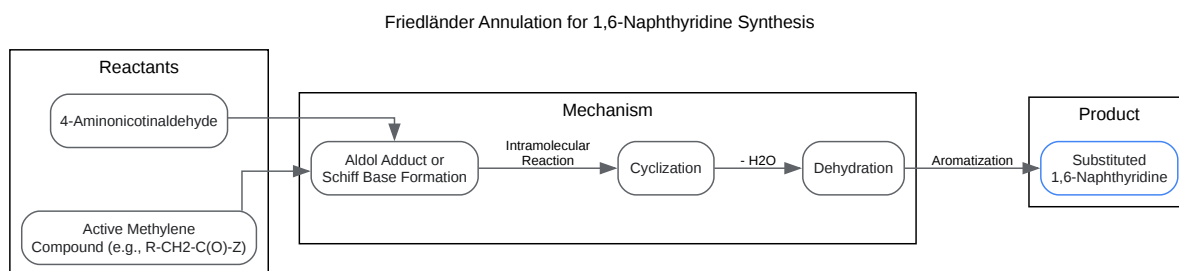 Friedländer Annulation for 1,6-Naphthyridine Synthesis
Reactants
4-Aminonicotinaldehyde
Active Methylene
Compound (e.g., R-CH2-C(O)-Z)
Mechanism
Aldol Adduct or
Schiff Base Formation
Intramolecular
Reaction
Cyclization
- H2O
Dehydration
Aromatization
Product
Substituted
1,6-Naphthyridine